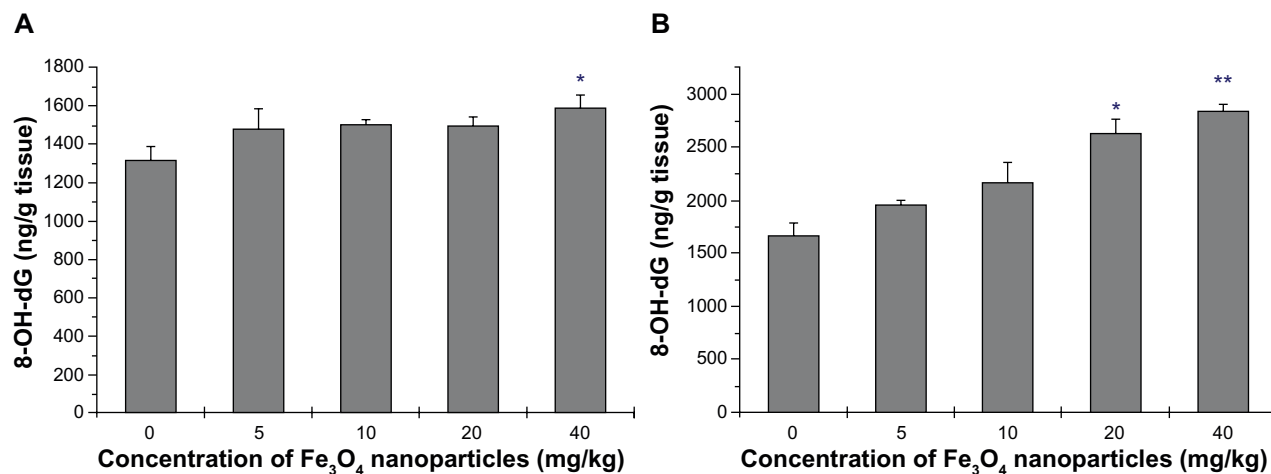 A
8-OH-dG (ng/g tissue)
1800
1600
1400
1200
1000
800
600
400
200
0
*
0 5 10 20 40
Concentration of Fe₃O₄ nanoparticles (mg/kg)
B
8-OH-dG (ng/g tissue)
3000
2500
2000
1500
1000
500
0
*
**
0 5 10 20 40
Concentration of Fe₃O₄ nanoparticles (mg/kg)